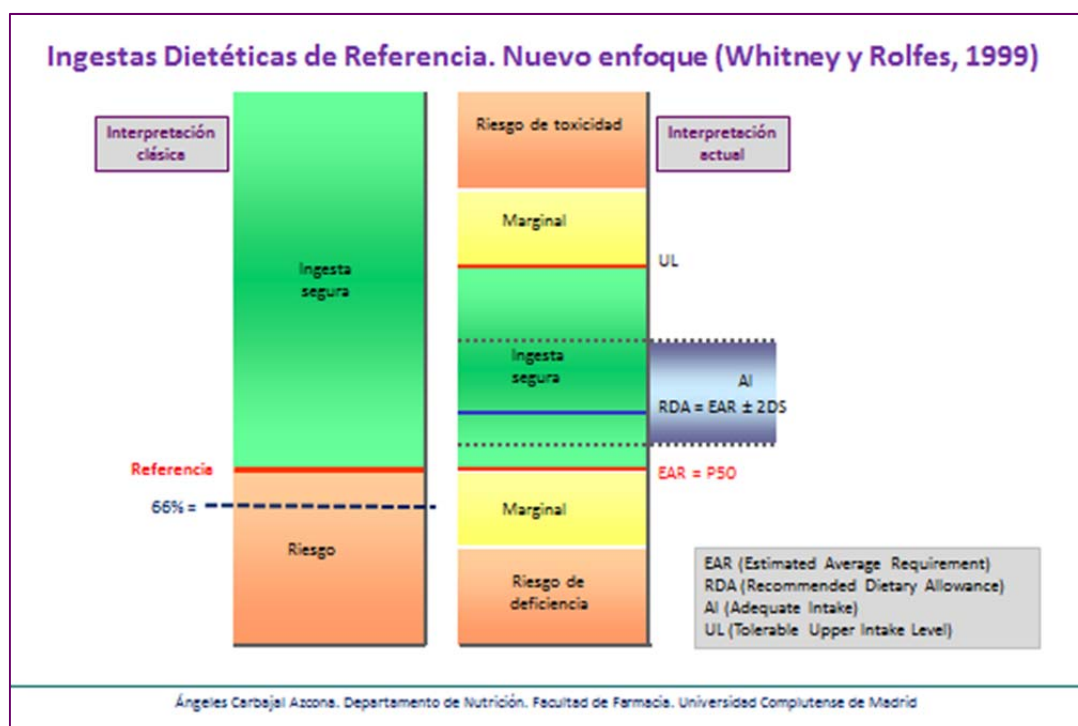 Ingestas Dietéticas de Referencia. Nuevo enfoque (Whitney y Rolfes, 1999)
Interpretación
clásica
Ingesta
segura
Referencia
66% =
Riesgo
Riesgo de toxicidad
Marginal
Ingesta
segura
Marginal
Riesgo de
deficiencia
Interpretación
actual
UL
AI
RDA = EAR ± 2DS
EAR = P50
EAR (Estimated Average Requirement)
RDA (Recommended Dietary Allowance)
AI (Adequate Intake)
UL (Tolerable Upper Intake Level)
Ángeles Carbajal Azcona. Departamento de Nutrición. Facultad de Farmacia. Universidad Complutense de Madrid